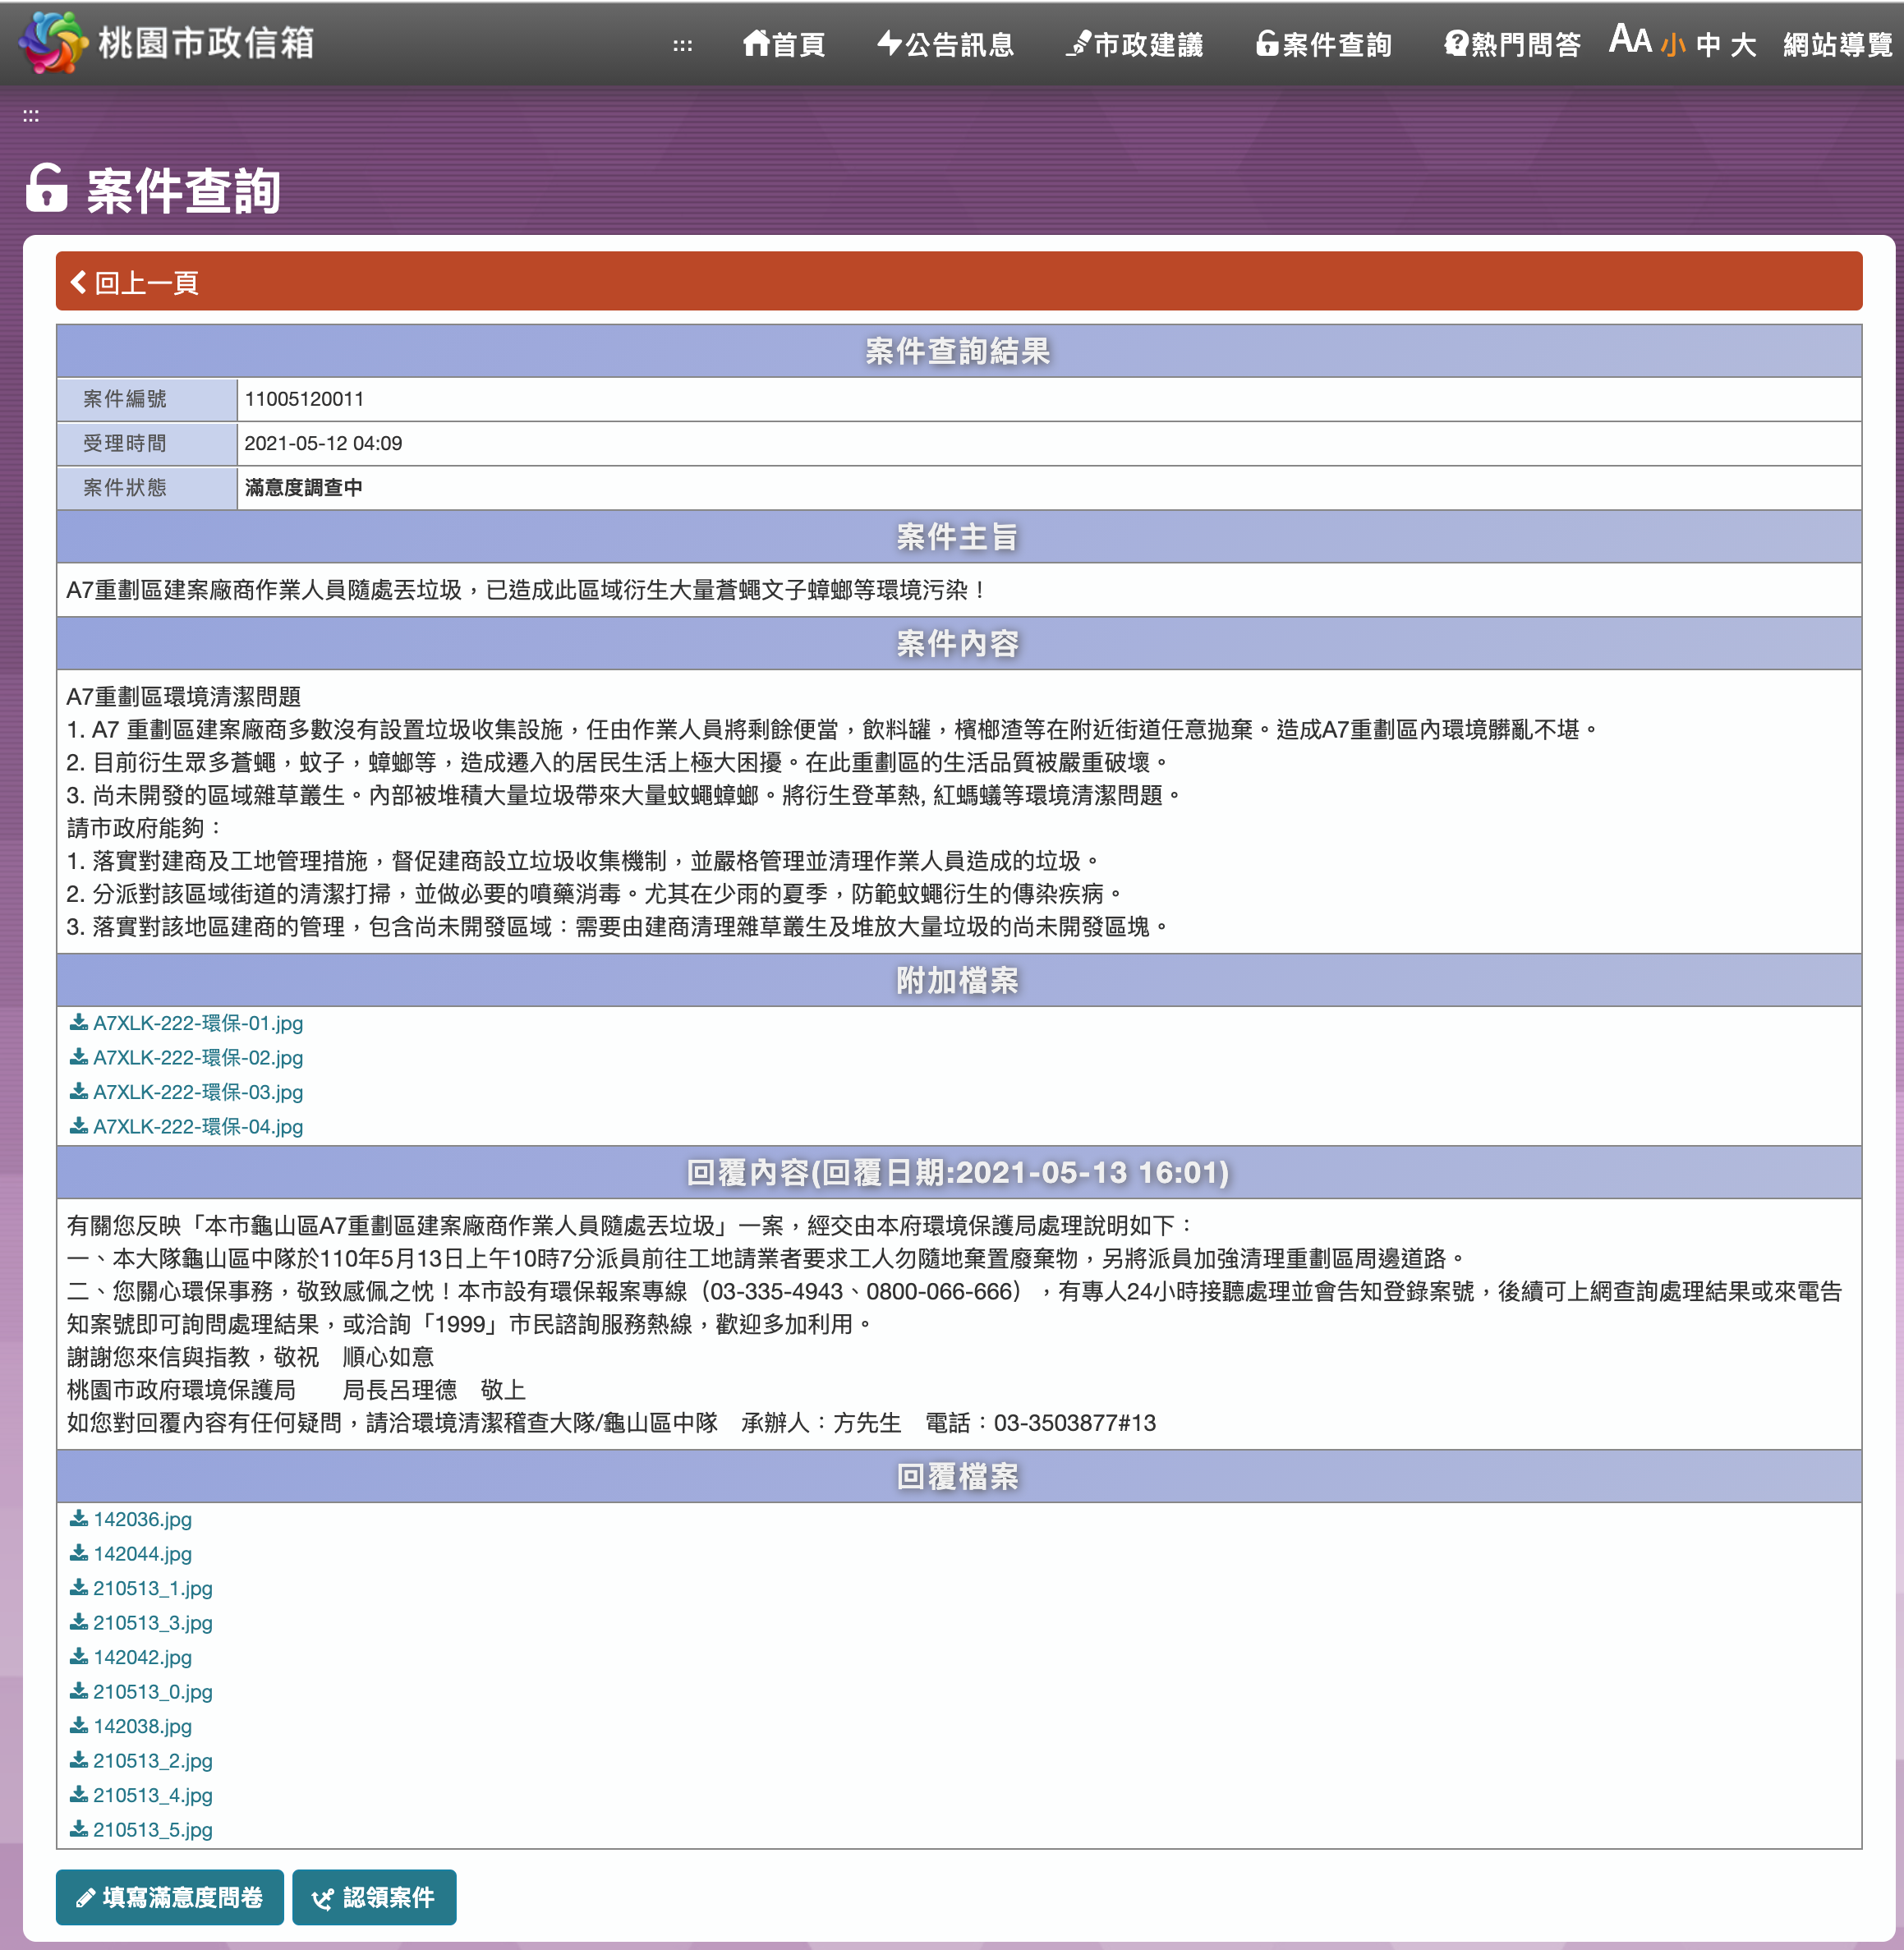 桃園市政信箱
:::
首頁
公告訊息
市政建議
案件查詢
熱門問答
AA 小 中 大
網站導覽
:::
案件查詢
回上一頁
案件查詢結果
案件編號 11005120011
受理時間 2021-05-12 04:09
案件狀態 滿意度調查中
案件主旨
A7重劃區建案廠商作業人員隨處丟垃圾，已造成此區域衍生大量蒼蠅文子蟑螂等環境污染！
案件內容
A7重劃區環境清潔問題
1. A7 重劃區建案廠商多數沒有設置垃圾收集設施，任由作業人員將剩餘便當，飲料罐，檳榔渣等在附近街道任意拋棄。造成A7重劃區內環境髒亂不堪。
2. 目前衍生眾多蒼蠅，蚊子，蟑螂等，造成遷入的居民生活上極大困擾。在此重劃區的生活品質被嚴重破壞。
3. 尚未開發的區域雜草叢生。內部被堆積大量垃圾帶來大量蚊蠅蟑螂。將衍生登革熱, 紅螞蟻等環境清潔問題。
請市政府能夠：
1. 落實對建商及工地管理措施，督促建商設立垃圾收集機制，並嚴格管理並清理作業人員造成的垃圾。
2. 分派對該區域街道的清潔打掃，並做必要的噴藥消毒。尤其在少雨的夏季，防範蚊蠅衍生的傳染疾病。
3. 落實對該地區建商的管理，包含尚未開發區域：需要由建商清理雜草叢生及堆放大量垃圾的尚未開發區塊。
附加檔案
A7XLK-222-環保-01.jpg
A7XLK-222-環保-02.jpg
A7XLK-222-環保-03.jpg
A7XLK-222-環保-04.jpg
回覆內容(回覆日期:2021-05-13 16:01)
有關您反映「本市龜山區A7重劃區建案廠商作業人員隨處丟垃圾」一案，經交由本府環境保護局處理說明如下：
一、本大隊龜山區中隊於110年5月13日上午10時7分派員前往工地請業者要求工人勿隨地棄置廢棄物，另將派員加強清理重劃區周邊道路。
二、您關心環保事務，敬致感佩之忱！本市設有環保報案專線（03-335-4943、0800-066-666），有專人24小時接聽處理並會告知登錄案號，後續可上網查詢處理結果或來電告
知案號即可詢問處理結果，或洽詢「1999」市民諮詢服務熱線，歡迎多加利用。
謝謝您來信與指教，敬祝　順心如意
桃園市政府環境保護局　　局長呂理德　敬上
如您對回覆內容有任何疑問，請洽環境清潔稽查大隊/龜山區中隊　承辦人：方先生　電話：03-3503877#13
回覆檔案
142036.jpg
142044.jpg
210513_1.jpg
210513_3.jpg
142042.jpg
210513_0.jpg
142038.jpg
210513_2.jpg
210513_4.jpg
210513_5.jpg
填寫滿意度問卷
認領案件